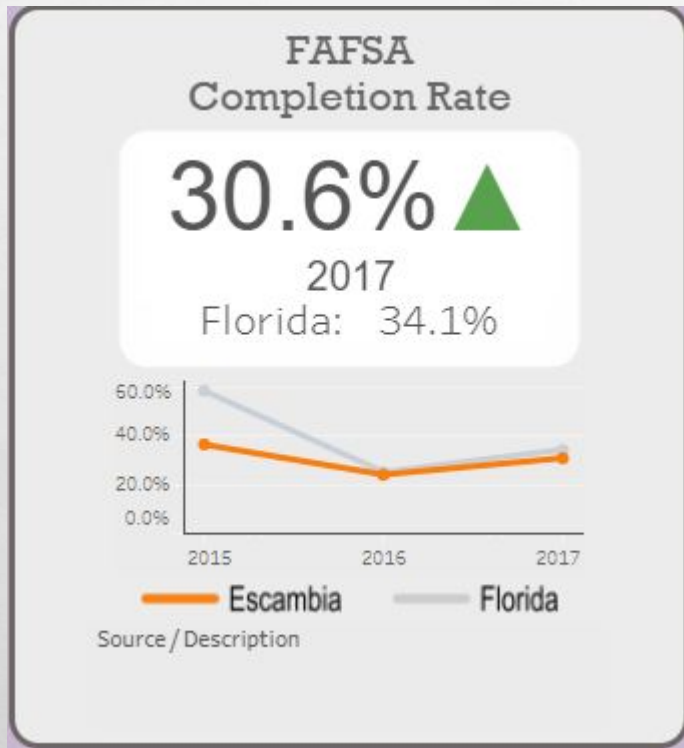 FAFSA
Completion Rate
30.6%
2017
Florida: 34.1%
60.0%
40.0%
20.0%
0.0%
2015 2016 2017
Escambia Florida
Source / Description